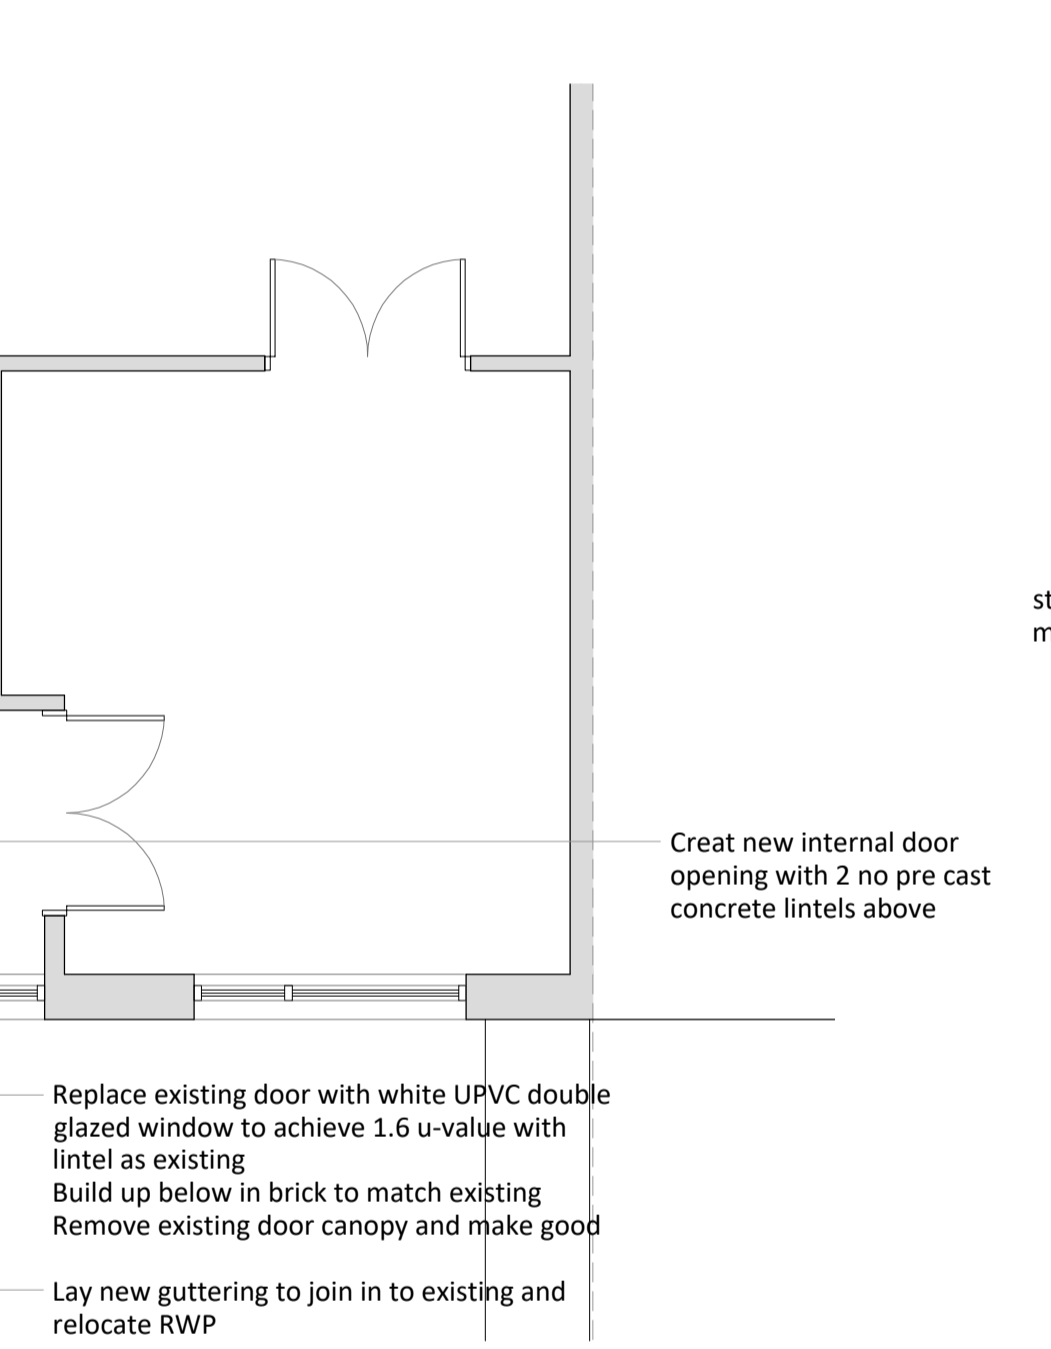 st
m
Creat new internal door
opening with 2 no pre cast
concrete lintels above
Replace existing door with white UPVC double
glazed window to achieve 1.6 u-value with
lintel as existing
Build up below in brick to match existing
Remove existing door canopy and make good
Lay new guttering to join in to existing and
relocate RWP